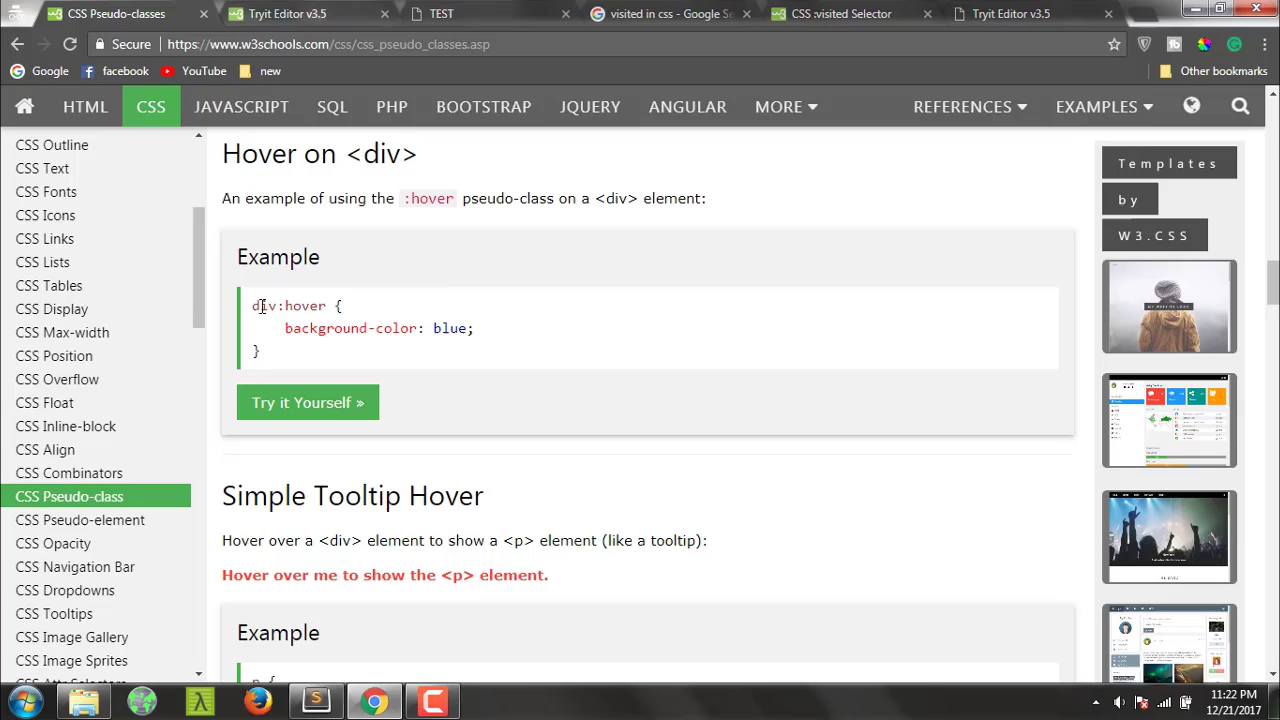 CSS Pseudo-classes
Tryit Editor v3.5
TEST
visited in css - Google Se
CSS :visited Selector
Tryit Editor v3.5
Secure
https://www.w3schools.com/css/css_pseudo_classes.asp
Google
facebook
YouTube
new
Other bookmarks
HTML
CSS
JAVASCRIPT
SQL
PHP
BOOTSTRAP
JQUERY
ANGULAR
MORE
REFERENCES
EXAMPLES
CSS Outline
CSS Text
CSS Fonts
CSS Icons
CSS Links
CSS Lists
CSS Tables
CSS Display
CSS Max-width
CSS Position
CSS Overflow
CSS Float
CSS Inline-block
CSS Align
CSS Combinators
CSS Pseudo-class
CSS Pseudo-element
CSS Opacity
CSS Navigation Bar
CSS Dropdowns
CSS Tooltips
CSS Image Gallery
CSS Image Sprites
Hover on <div>
An example of using the :hover pseudo-class on a <div> element:
Example
div:hover {
background-color: blue;
}
Try it Yourself »
Simple Tooltip Hover
Hover over a <div> element to show a <p> element (like a tooltip):
Hover over me to show the <p> element.
Example
Templates
by
W3.CSS
11:22 PM
12/21/2017